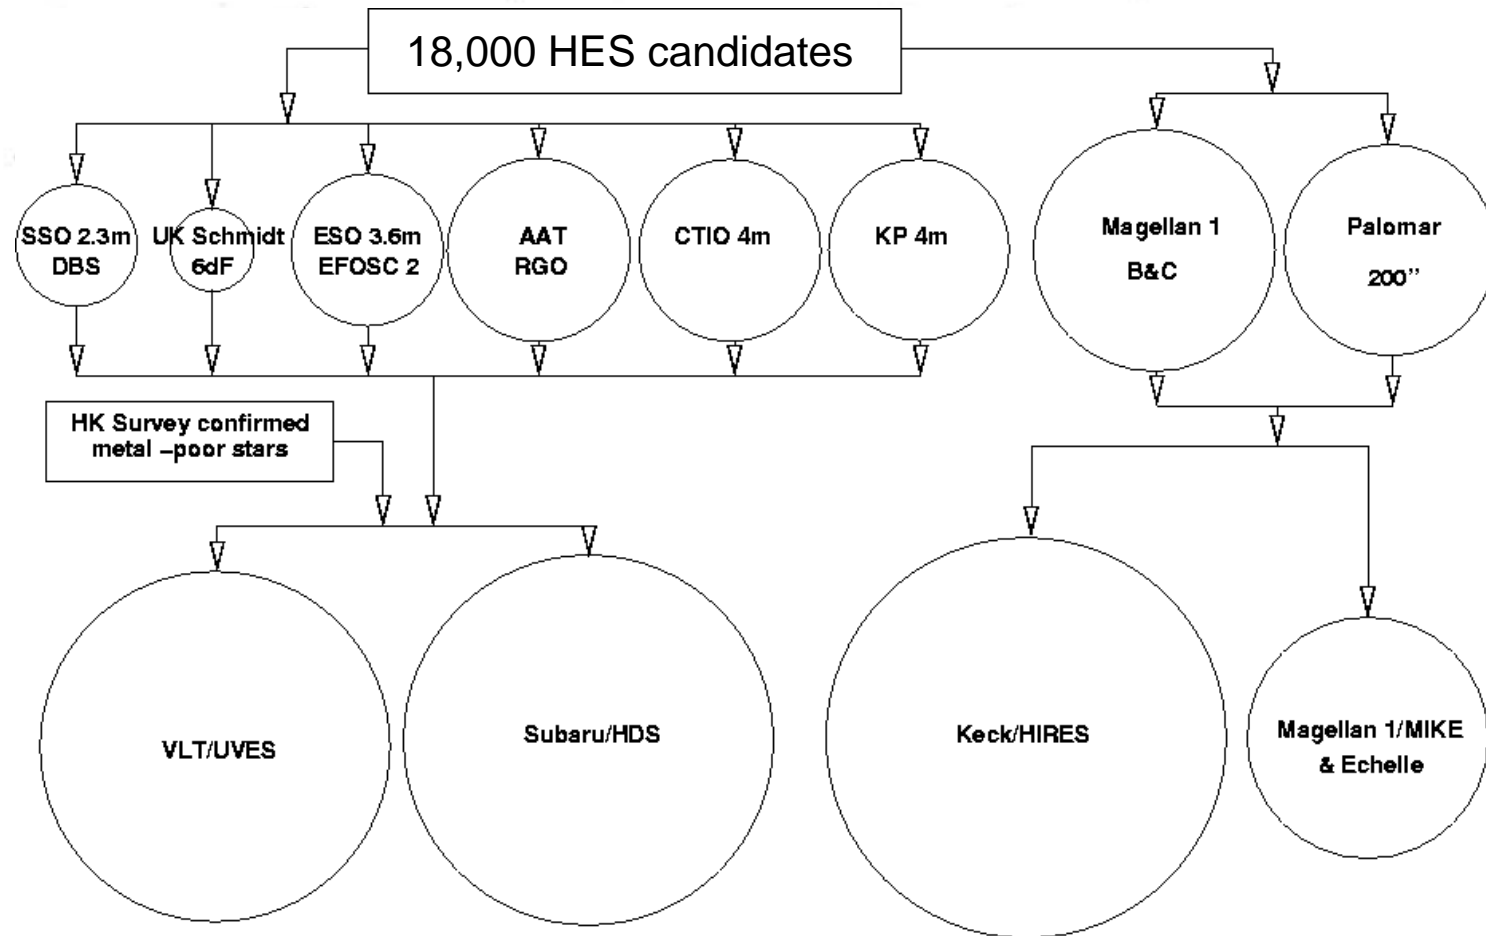 18,000 HES candidates
SSO 2.3m
DBS
UK Schmidt
6dF
ESO 3.6m
EFOSC 2
AAT
RGO
CTIO 4m
KP 4m
Magellan 1
B&C
Palomar
200”
HK Survey confirmed
metal –poor stars
VLT/UVES
Subaru/HDS
Keck/HIRES
Magellan 1/MIKE
& Echelle